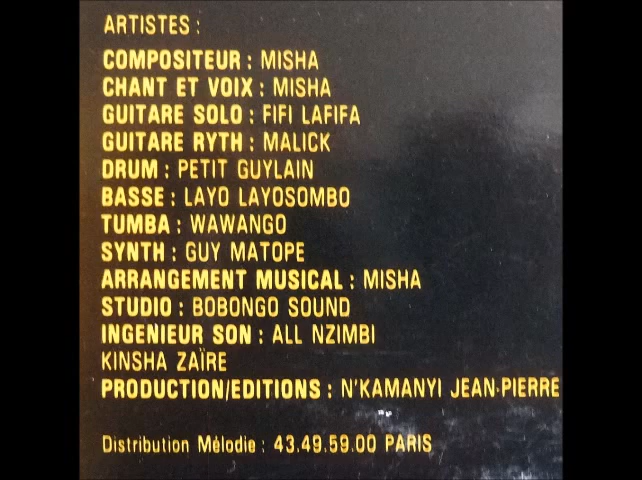 ARTISTES :
COMPOSITEUR : MISHA
CHANT ET VOIX : MISHA
GUITARE SOLO : FIFI LAFIFA
GUITARE RYTH : MALICK
DRUM : PETIT GUYLAIN
BASSE : LAYO LAYOSOMBO
TUMBA : WAWANGO
SYNTH : GUY MATOPE
ARRANGEMENT MUSICAL : MISHA
STUDIO : BOBONGO SOUND
INGENIEUR SON : ALL NZIMBI
KINSHA ZAÏRE
PRODUCTION/EDITIONS : N'KAMANYI JEAN-PIERRE
Distribution Mélodie : 43.49.59.00 PARIS